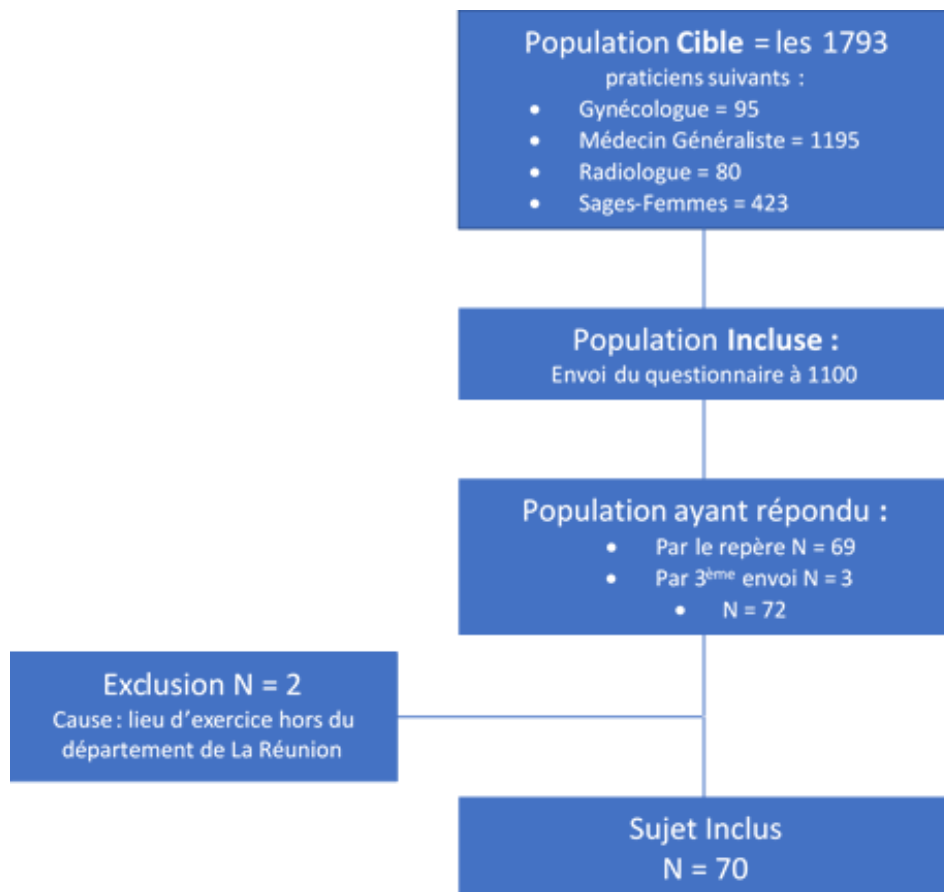 Population Cible = les 1793
praticiens suivants :
• Gynécologue = 95
• Médecin Généraliste = 1195
• Radiologue = 80
• Sages-Femmes = 423
Population Incluse :
Envoi du questionnaire à 1100
Population ayant répondu :
• Par le repère N = 69
• Par 3ème envoi N = 3
• N = 72
Exclusion N = 2
Cause : lieu d’exercice hors du
département de La Réunion
Sujet Inclus
N = 70